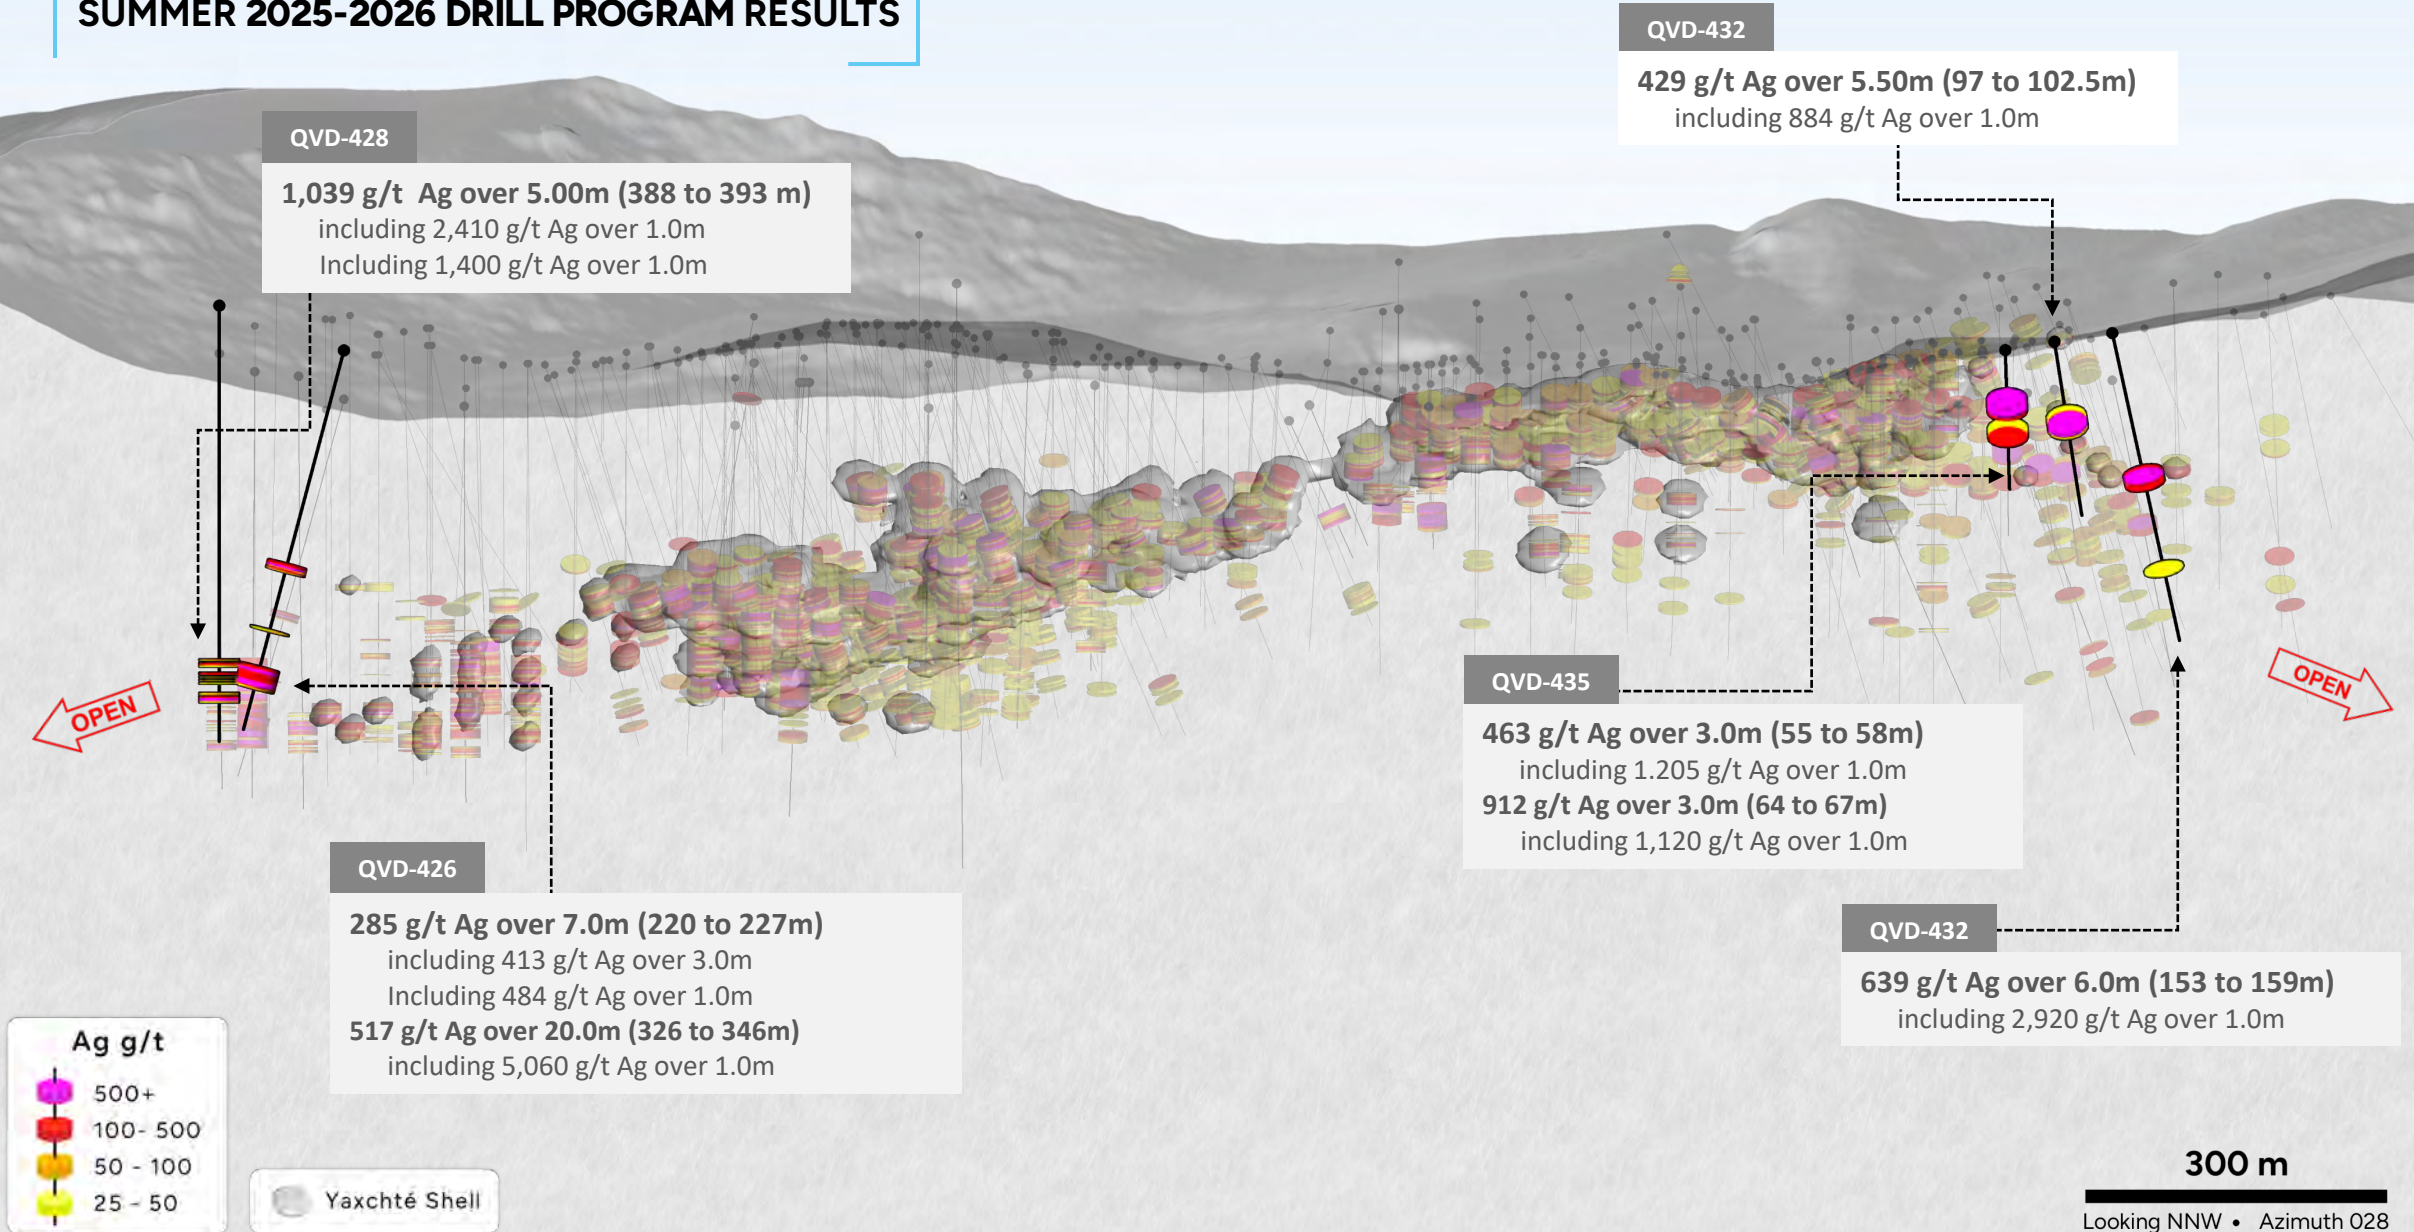 SUMMER 2025-2026 DRILL PROGRAM RESULTS
QVD-432
429 g/t Ag over 5.50m (97 to 102.5m)
including 884 g/t Ag over 1.0m
QVD-428
1,039 g/t Ag over 5.00m (388 to 393 m)
including 2,410 g/t Ag over 1.0m
Including 1,400 g/t Ag over 1.0m
OPEN
OPEN
QVD-435
463 g/t Ag over 3.0m (55 to 58m)
including 1.205 g/t Ag over 1.0m
912 g/t Ag over 3.0m (64 to 67m)
including 1,120 g/t Ag over 1.0m
QVD-426
285 g/t Ag over 7.0m (220 to 227m)
including 413 g/t Ag over 3.0m
Including 484 g/t Ag over 1.0m
517 g/t Ag over 20.0m (326 to 346m)
including 5,060 g/t Ag over 1.0m
QVD-432
639 g/t Ag over 6.0m (153 to 159m)
including 2,920 g/t Ag over 1.0m
Ag g/t
500+
100- 500
50 - 100
25 - 50
Yaxchté Shell
300 m
Looking NNW • Azimuth 028